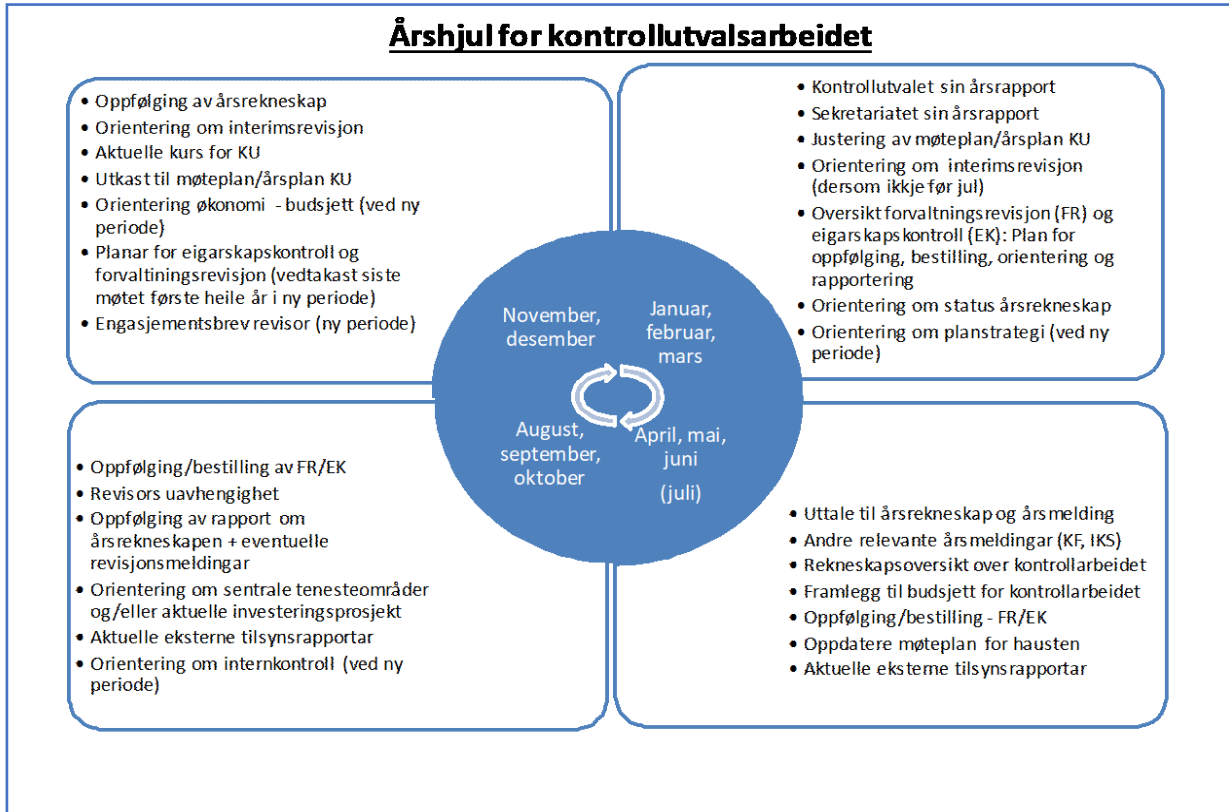 Årshjul for kontrollutvalsarbeidet
• Oppfølging av årsrekneskap
• Orientering om interimsrevisjon
• Aktuelle kurs for KU
• Utkast til møteplan/årsplan KU
• Orientering økonomi - budsjett (ved ny
periode)
• Planar for eigarskapskontroll og
forvaltiningsrevisjon (vedtakast siste
møtet første heile år i ny periode)
• Engasjementsbrev revisor (ny periode)
• Kontrollutvalet sin årsrapport
• Sekretariatet sin årsrapport
• Justering av møteplan/årsplan KU
• Orientering om interimsrevisjon
(dersom ikkje før jul)
• Oversikt forvaltningsrevisjon (FR) og
eigarskapskontroll (EK): Plan for
oppfølging, bestilling, orientering og
rapportering
• Orientering om status årsrekneskap
• Orientering om planstrategi (ved ny
periode)
November,
desember
Januar,
februar,
mars
August,
september,
oktober
April, mai,
juni
(juli)
• Oppfølging/bestilling av FR/EK
• Revisors uavhengighet
• Oppfølging av rapport om
årsrekneskapen + eventuelle
revisjonsmeldingar
• Orientering om sentrale tenesteområder
og/eller aktuelle investeringsprosjekt
• Aktuelle eksterne tilsynsrapportar
• Orientering om internkontroll (ved ny
periode)
• Uttale til årsrekneskap og årsmelding
• Andre relevante årsmeldingar (KF, IKS)
• Rekneskapsoversikt over kontrollarbeidet
• Framlegg til budsjett for kontrollarbeidet
• Oppfølging/bestilling - FR/EK
• Oppdatere møteplan for hausten
• Aktuelle eksterne tilsynsrapportar